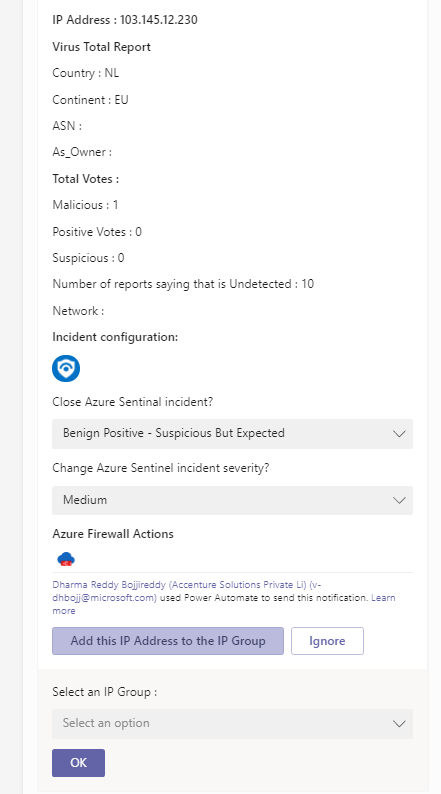 IP Address : 103.145.12.230
Virus Total Report
Country : NL
Continent : EU
ASN :
As_Owner :
Total Votes :
Malicious : 1
Positive Votes : 0
Suspicious : 0
Number of reports saying that is Undetected : 10
Network :
Incident configuration:
Close Azure Sentinal incident?
Benign Positive - Suspicious But Expected
Change Azure Sentinel incident severity?
Medium
Azure Firewall Actions
Dharma Reddy Bojjireddy (Accenture Solutions Private Li) (v-
dhbojj@microsoft.com) used Power Automate to send this notification. Learn
more
Add this IP Address to the IP Group
Ignore
Select an IP Group :
Select an option
OK